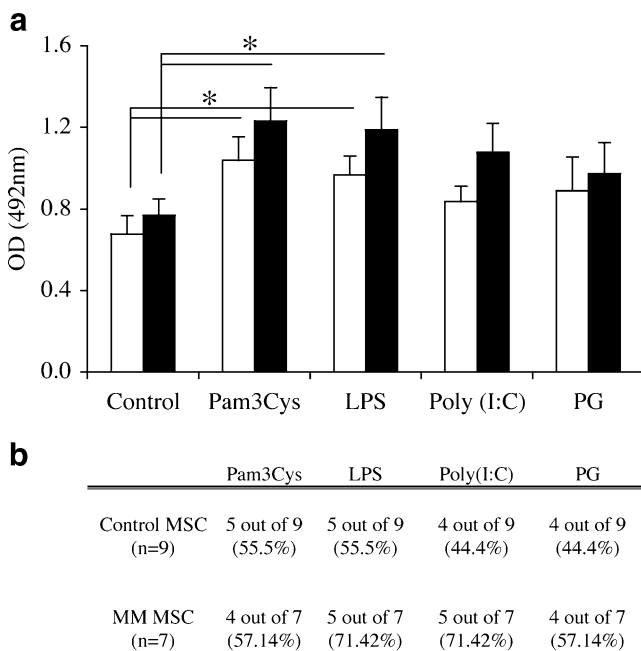 a
*
*
OD (492nm)
1.6
1.2
0.8
0.4
0.0
Control Pam3Cys LPS Poly (I:C) PG
b
Pam3Cys LPS Poly(I:C) PG
Control MSC 5 out of 9 5 out of 9 4 out of 9 4 out of 9
(n=9) (55.5%) (55.5%) (44.4%) (44.4%)
MM MSC 4 out of 7 5 out of 7 5 out of 7 4 out of 7
(n=7) (57.14%) (71.42%) (71.42%) (57.14%)